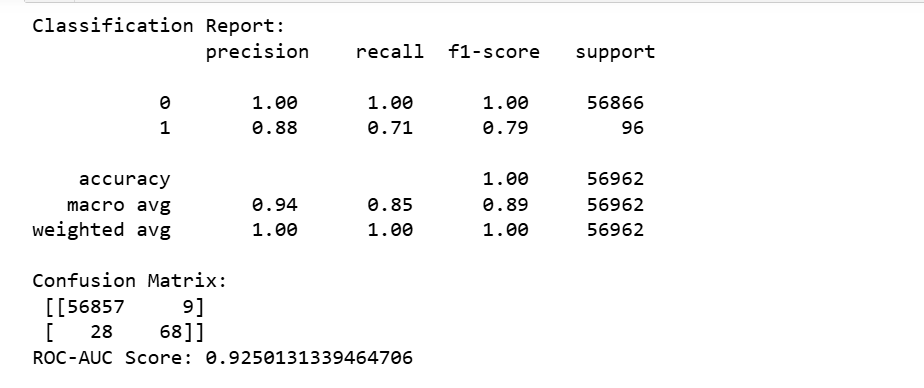 Classification Report:
precision recall f1-score support
0 1.00 1.00 1.00 56866
1 0.88 0.71 0.79 96
accuracy 1.00 56962
macro avg 0.94 0.85 0.89 56962
weighted avg 1.00 1.00 1.00 56962
Confusion Matrix:
[[56857 9]
[ 28 68]]
ROC-AUC Score: 0.9250131339464706